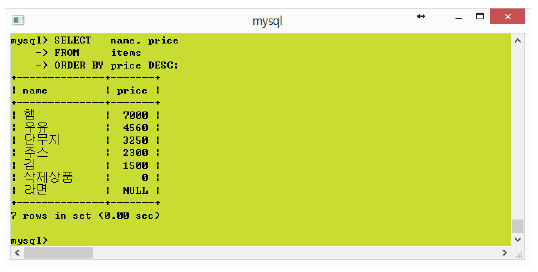 mysql
mysql> SELECT   name, price
    -> FROM     items
    -> ORDER BY price DESC;
+--------------+-------+
| name         | price |
+--------------+-------+
| 햄           |  7000 |
| 우유         |  4560 |
| 단무지       |  3250 |
| 주스         |  2300 |
| 김           |  1500 |
| 삭제상품     |     0 |
| 라면         |  NULL |
+--------------+-------+
7 rows in set (0.00 sec)
mysql>